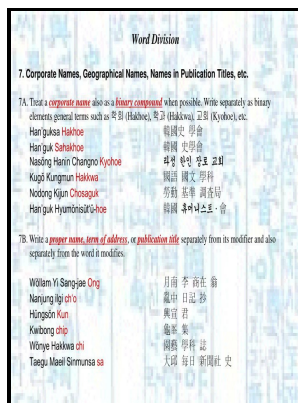 Word Division
7. Corporate Names, Geographical Names, Names in Publication Titles, etc.
7A. Treat a corporate name also as a binary compound when possible. Write separately as binary
elements general terms such as 학회 (Hakhoe), 학과 (Hakkwa), 교회 (Kyohoe), etc.
Han'guksa Hakhoe 韓國史 學會
Han'guk Sahakhoe 韓國 史學會
Nasŏng Hanin Changno Kyohoe 라성 한인 장로 교회
Kugŏ Kungmun Hakkwa 國語 國文 學科
Nodong Kijun Chosaguk 勞動 基準 調査局
Han'guk Hyumŏnisŭt'ŭ-hoe 韓國 휴머니스트·會
7B. Write a proper name, term of address, or publication title separately from its modifier and also
separately from the word it modifies.
Wŏllam Yi Sang-jae Ong 月南 李 商在 翁
Nanjung ilgi ch'o 亂中 日記 抄
Hŭngsŏn Kun 興宣 君
Kwibong chip 龜峯 集
Wŏnye Hakkwa chi 園藝 學科 誌
Taegu Maeil Sinmunsa sa 大邱 每日 新聞社 史